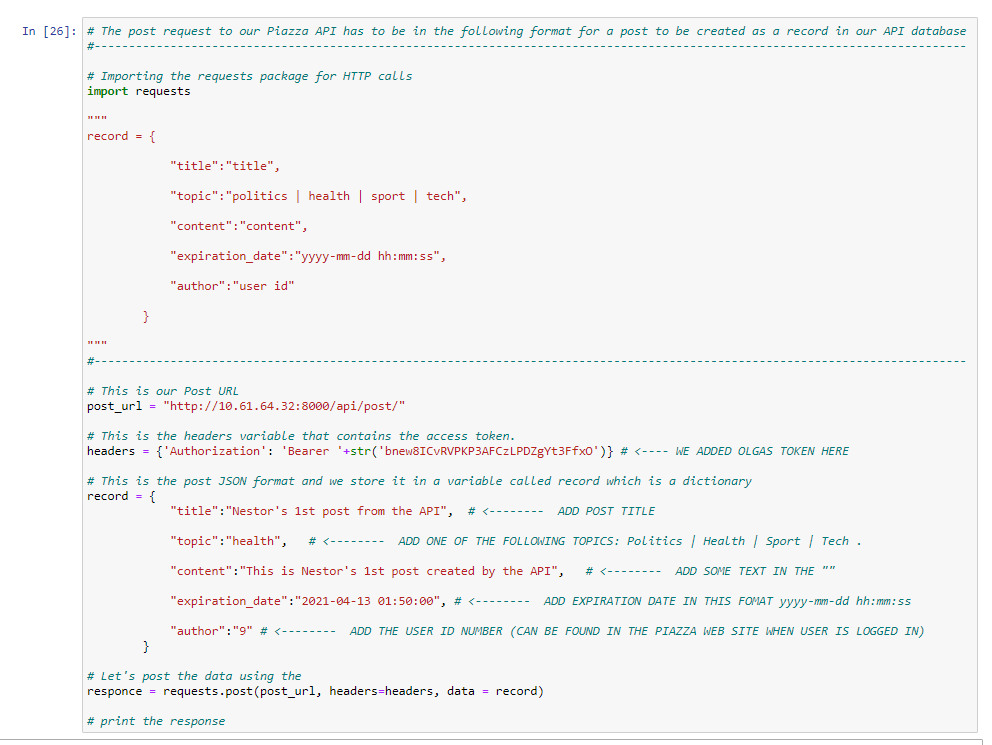 In [26]: # The post request to our Piazza API has to be in the following format for a post to be created as a record in our API database
#------------------------------------------------------------------------------------------------------------------------------
# Importing the requests package for HTTP calls
import requests
"""
record = {
"title":"title",
"topic":"politics | health | sport | tech",
"content":"content",
"expiration_date":"yyyy-mm-dd hh:mm:ss",
"author":"user id"
}
"""
#------------------------------------------------------------------------------------------------------------------------------
# This is our Post URL
post_url = "http://10.61.64.32:8000/api/post/"
# This is the headers variable that contains the access token.
headers = {'Authorization': 'Bearer '+str('bnew8ICvRVPKP3AFCzLPDZgYt3FfxO')} # <---- WE ADDED OLGAS TOKEN HERE
# This is the post JSON format and we store it in a variable called record which is a dictionary
record = {
"title":"Nestor's 1st post from the API",  # <--------  ADD POST TITLE
"topic":"health",   # <--------  ADD ONE OF THE FOLLOWING TOPICS: Politics | Health | Sport | Tech .
"content":"This is Nestor's 1st post created by the API",   # <--------  ADD SOME TEXT IN THE ""
"expiration_date":"2021-04-13 01:50:00", # <--------  ADD EXPIRATION DATE IN THIS FOMAT yyyy-mm-dd hh:mm:ss
"author":"9" # <--------  ADD THE USER ID NUMBER (CAN BE FOUND IN THE PIAZZA WEB SITE WHEN USER IS LOGGED IN)
}
# Let's post the data using the
responce = requests.post(post_url, headers=headers, data = record)
# print the response